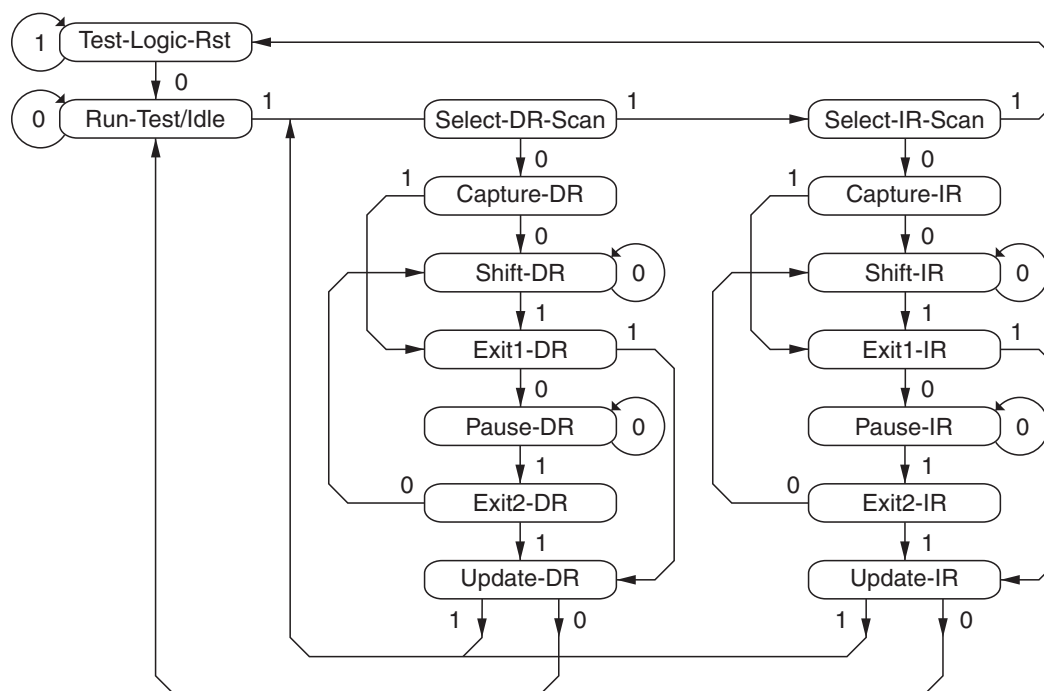 1
Test-Logic-Rst
0
0
Run-Test/Idle
1
Select-DR-Scan
1
Select-IR-Scan
1
0
0
1
Capture-DR
1
Capture-IR
0
0
Shift-DR
0
Shift-IR
0
1
1
Exit1-DR
1
Exit1-IR
1
0
0
Pause-DR
0
Pause-IR
0
1
1
0
Exit2-DR
0
Exit2-IR
1
1
Update-DR
Update-IR
1
0
1
0